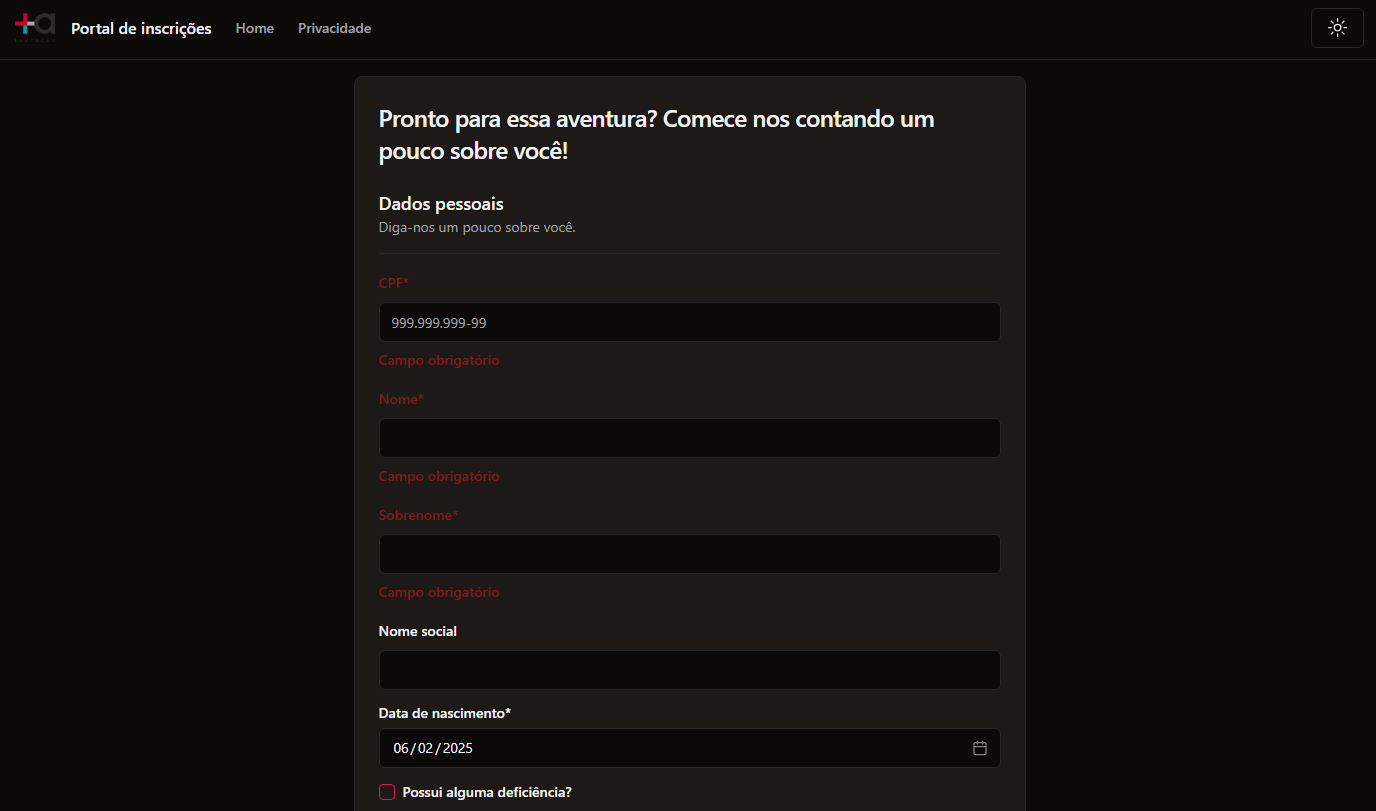 +a
Portal de inscrições
Home
Privacidade
Pronto para essa aventura? Comece nos contando um
pouco sobre você!
Dados pessoais
Diga-nos um pouco sobre você.
CPF*
999.999.999-99
Campo obrigatório
Nome*
Campo obrigatório
Sobrenome*
Campo obrigatório
Nome social
Data de nascimento*
06/02/2025
Possui alguma deficiência?